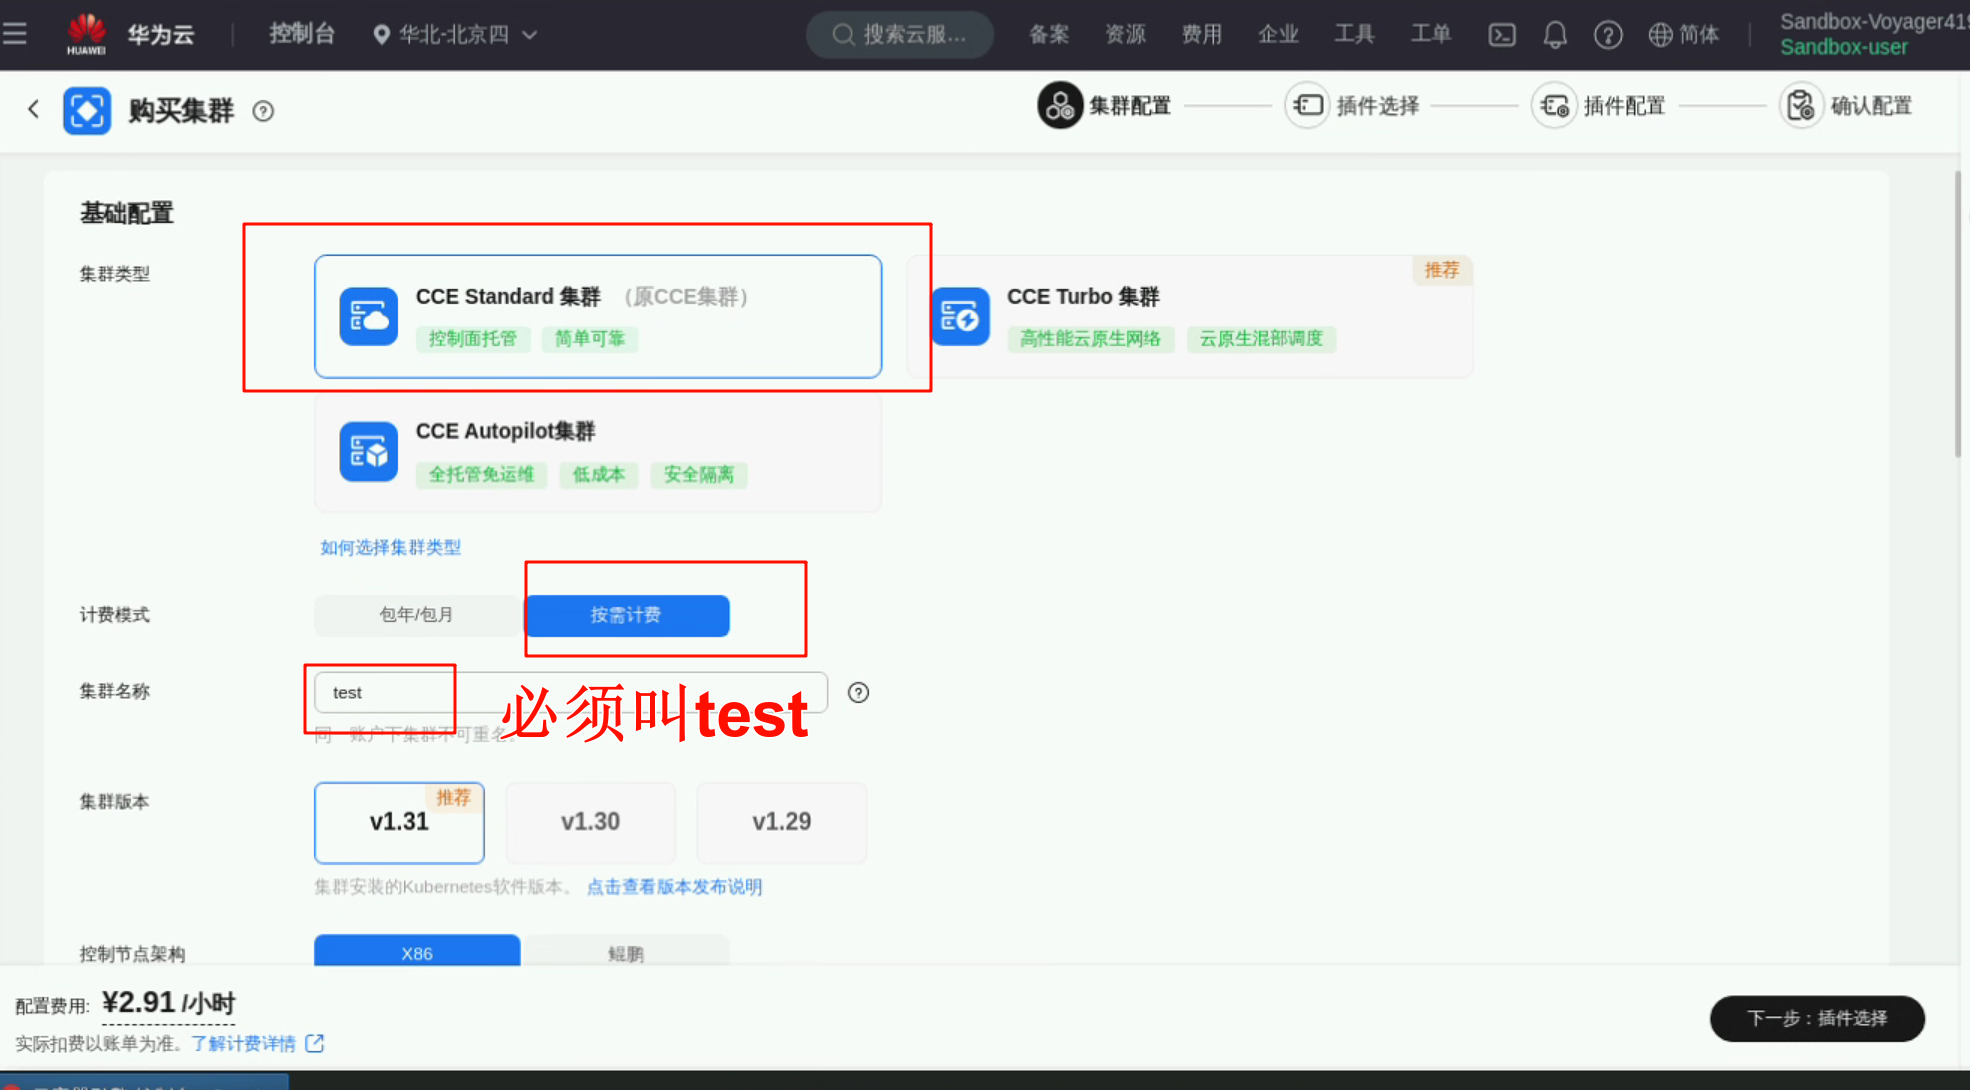 HUAWEI 华为云 控制台 华北-北京四 搜索云服... 备案 资源 费用 企业 工具 工单 简体 Sandbox-Voyager419
Sandbox-user
购买集群 集群配置 插件选择 插件配置 确认配置
基础配置
集群类型
CCE Standard 集群 （原CCE集群）
控制面托管 简单可靠
推荐
CCE Turbo 集群
高性能云原生网络 云原生混部调度
CCE Autopilot集群
全托管免运维 低成本 安全隔离
如何选择集群类型
计费模式 包年/包月 按需计费
集群名称 test
必须叫test
同一账户下集群不可重名。
集群版本 v1.31 推荐 v1.30 v1.29
集群安装的Kubernetes软件版本。 点击查看版本发布说明
控制节点架构 X86 鲲鹏
配置费用: ¥2.91 /小时
实际扣费以账单为准。 了解计费详情
下一步：插件选择